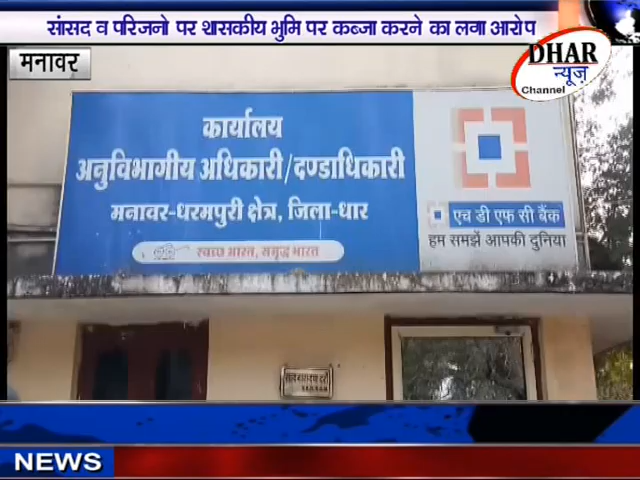 सांसद व परिजनो पर शासकीय भुमि पर कब्जा करने का लगा आरोप
मनावर
DHAR
न्यूज़
Channel
कार्यालय
अनुविभागीय अधिकारी/दण्डाधिकारी
मनावर-धरमपुरी क्षेत्र, जिला-धार
स्वच्छ भारत, समृद्ध भारत
एच डी एफ सी बैंक
हम समझें आपकी दुनिया
NEWS